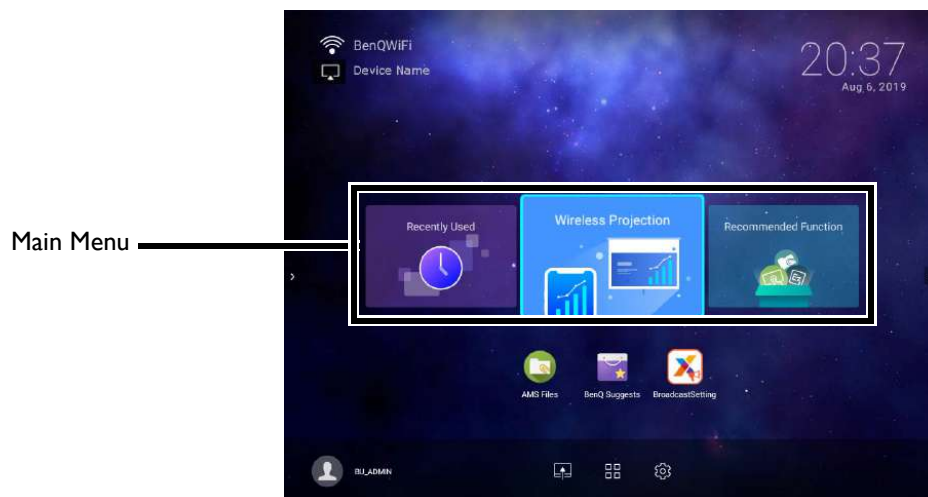 BenQWiFi
Device Name
20:37
Aug 6, 2019
Main Menu
Recently Used
Wireless Projection
Recommended Function
AMS Files
BenQ Suggests
BroadcastSetting
BU_ADMIN